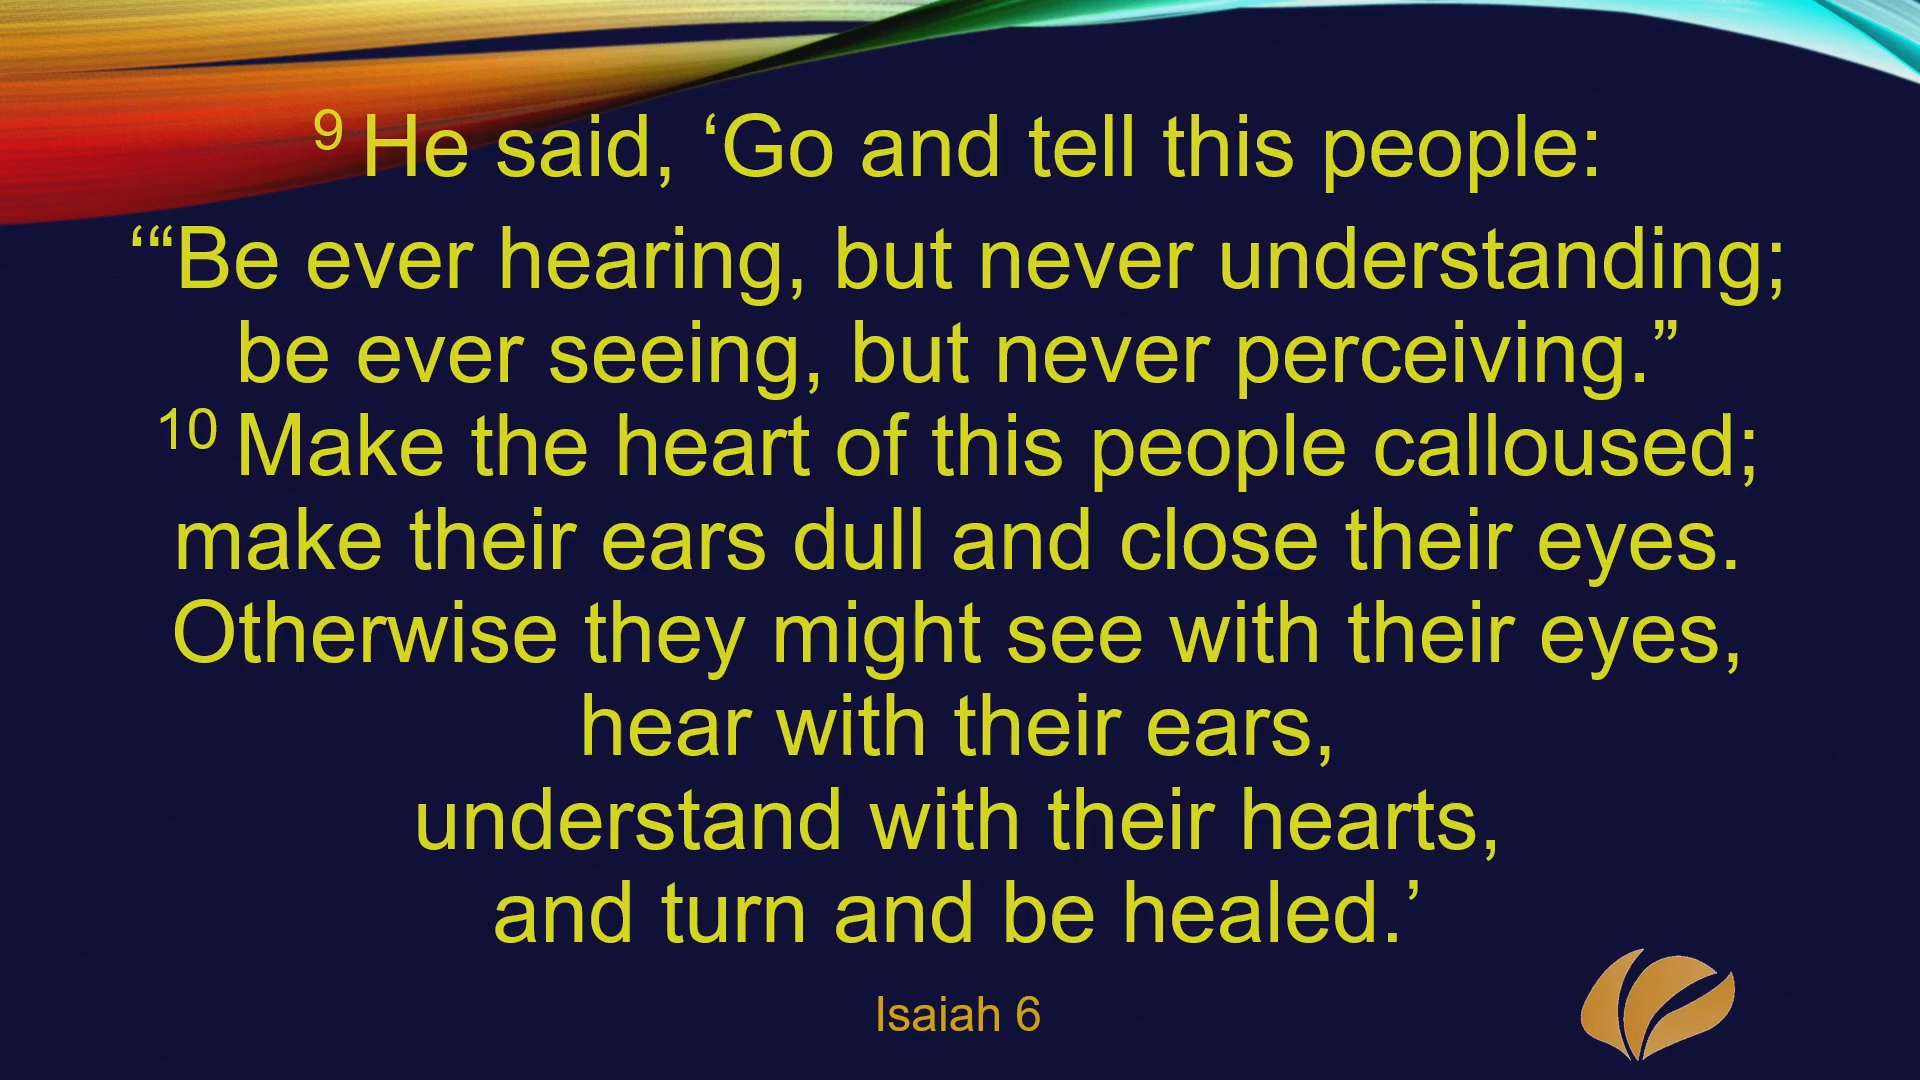 9 He said, ‘Go and tell this people:
‘“Be ever hearing, but never understanding;
be ever seeing, but never perceiving.”
10 Make the heart of this people calloused;
make their ears dull and close their eyes.
Otherwise they might see with their eyes,
hear with their ears,
understand with their hearts,
and turn and be healed.’
Isaiah 6